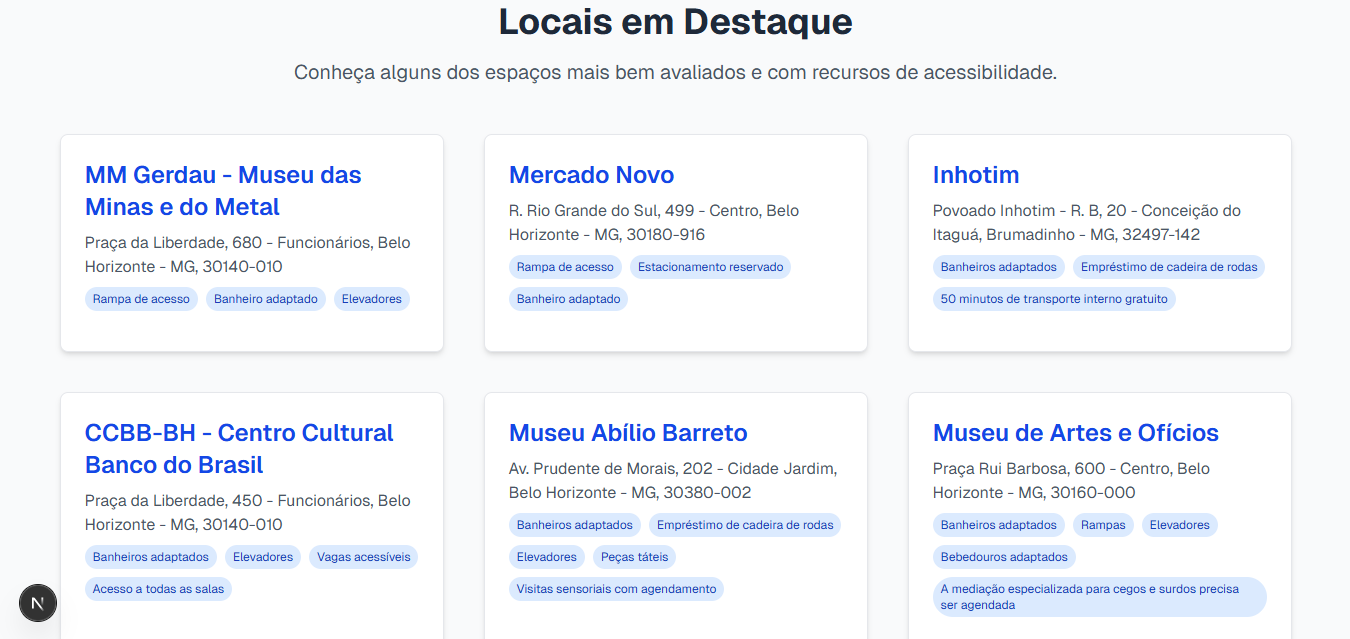 Locais em Destaque
Conheça alguns dos espaços mais bem avaliados e com recursos de acessibilidade.
MM Gerdau - Museu das
Minas e do Metal
Praça da Liberdade, 680 - Funcionários, Belo
Horizonte - MG, 30140-010
Rampa de acesso
Banheiro adaptado
Elevadores
Mercado Novo
R. Rio Grande do Sul, 499 - Centro, Belo
Horizonte - MG, 30180-916
Rampa de acesso
Estacionamento reservado
Banheiro adaptado
Inhotim
Povoado Inhotim - R. B, 20 - Conceição do
Itaguá, Brumadinho - MG, 32497-142
Banheiros adaptados
Empréstimo de cadeira de rodas
50 minutos de transporte interno gratuito
CCBB-BH - Centro Cultural
Banco do Brasil
Praça da Liberdade, 450 - Funcionários, Belo
Horizonte - MG, 30140-010
Banheiros adaptados
Elevadores
Vagas acessíveis
Acesso a todas as salas
Museu Abílio Barreto
Av. Prudente de Morais, 202 - Cidade Jardim,
Belo Horizonte - MG, 30380-002
Banheiros adaptados
Empréstimo de cadeira de rodas
Elevadores
Peças táteis
Visitas sensoriais com agendamento
Museu de Artes e Ofícios
Praça Rui Barbosa, 600 - Centro, Belo
Horizonte - MG, 30160-000
Banheiros adaptados
Rampas
Elevadores
Bebedouros adaptados
A mediação especializada para cegos e surdos precisa
ser agendada
N